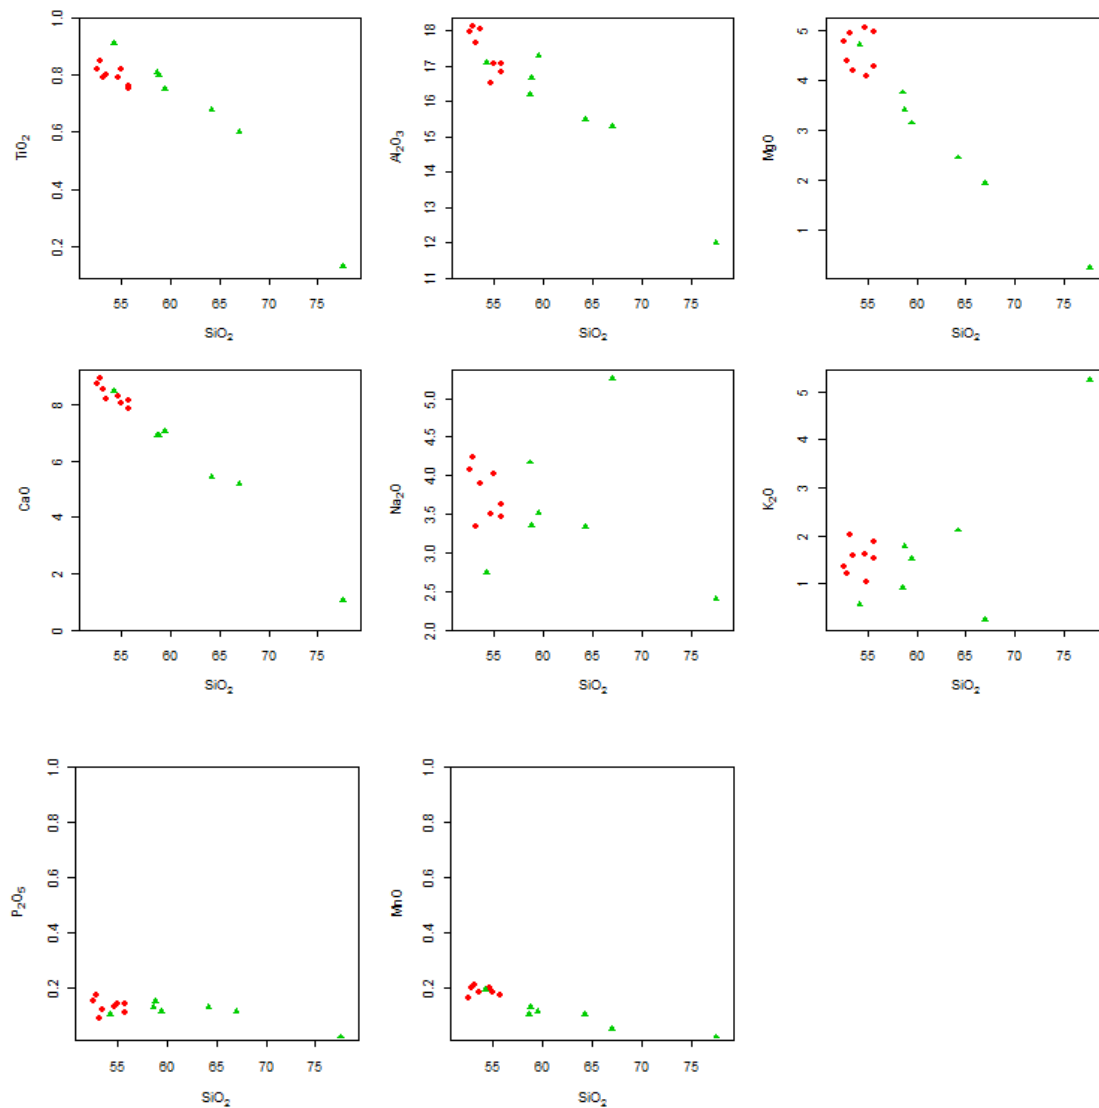 TiO2
0.2 0.4 0.6 0.8 1.0
55 60 65 70 75
SiO2
Al2O3
11 12 13 14 15 16 17 18
55 60 65 70 75
SiO2
MgO
1 2 3 4 5
55 60 65 70 75
SiO2
CaO
0 2 4 6 8
55 60 65 70 75
SiO2
Na2O
2.0 2.5 3.0 3.5 4.0 4.5 5.0
55 60 65 70 75
SiO2
K2O
1 2 3 4 5
55 60 65 70 75
SiO2
P2O5
0.2 0.4 0.6 0.8 1.0
55 60 65 70 75
SiO2
MnO
0.2 0.4 0.6 0.8 1.0
55 60 65 70 75
SiO2